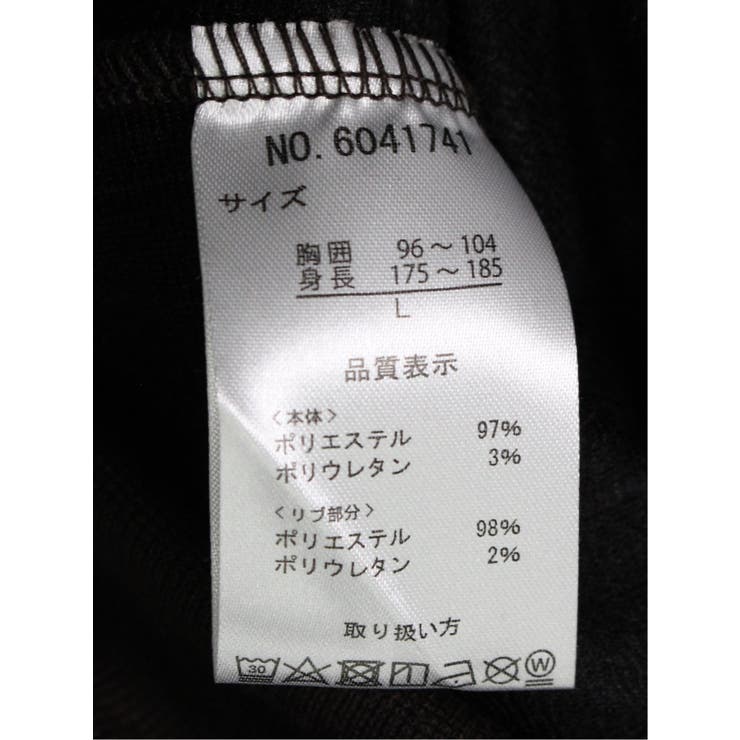 NO. 6041741
サイズ
胸囲 96～104
身長 175～185
L
品質表示
〈本体〉
ポリエステル 97%
ポリウレタン 3%
〈リブ部分〉
ポリエステル 98%
ポリウレタン 2%
取り扱い方
30 W